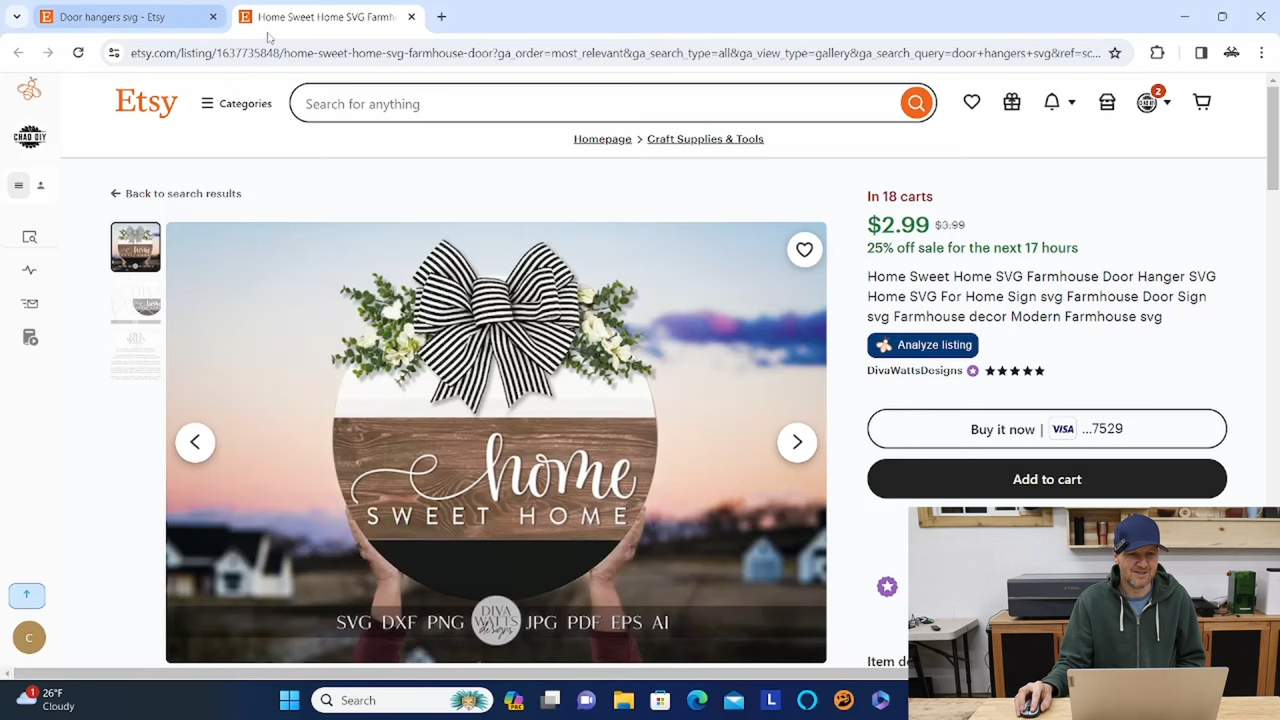 Door hangers svg - Etsy
Home Sweet Home SVG Farmh
etsy.com/listing/1637735848/home-sweet-home-svg-farmhouse-door?ga_order=most_relevant&ga_search_type=all&ga_view_type=gallery&ga_search_query=door+hangers+svg&ref=sc...
Etsy
Categories
Search for anything
2
CHAD DIY
Homepage > Craft Supplies & Tools
Back to search results
In 18 carts
$2.99 $3.99
25% off sale for the next 17 hours
Home Sweet Home SVG Farmhouse Door Hanger SVG
Home SVG For Home Sign svg Farmhouse Door Sign
svg Farmhouse decor Modern Farmhouse svg
Analyze listing
DivaWattsDesigns
Buy it now | VISA ...7529
Add to cart
home
SWEET HOME
SVG DXF PNG
DIVA
WATTS
designs
JPG PDF EPS AI
Item de
C
1
26°F
Cloudy
Search
PRE
L